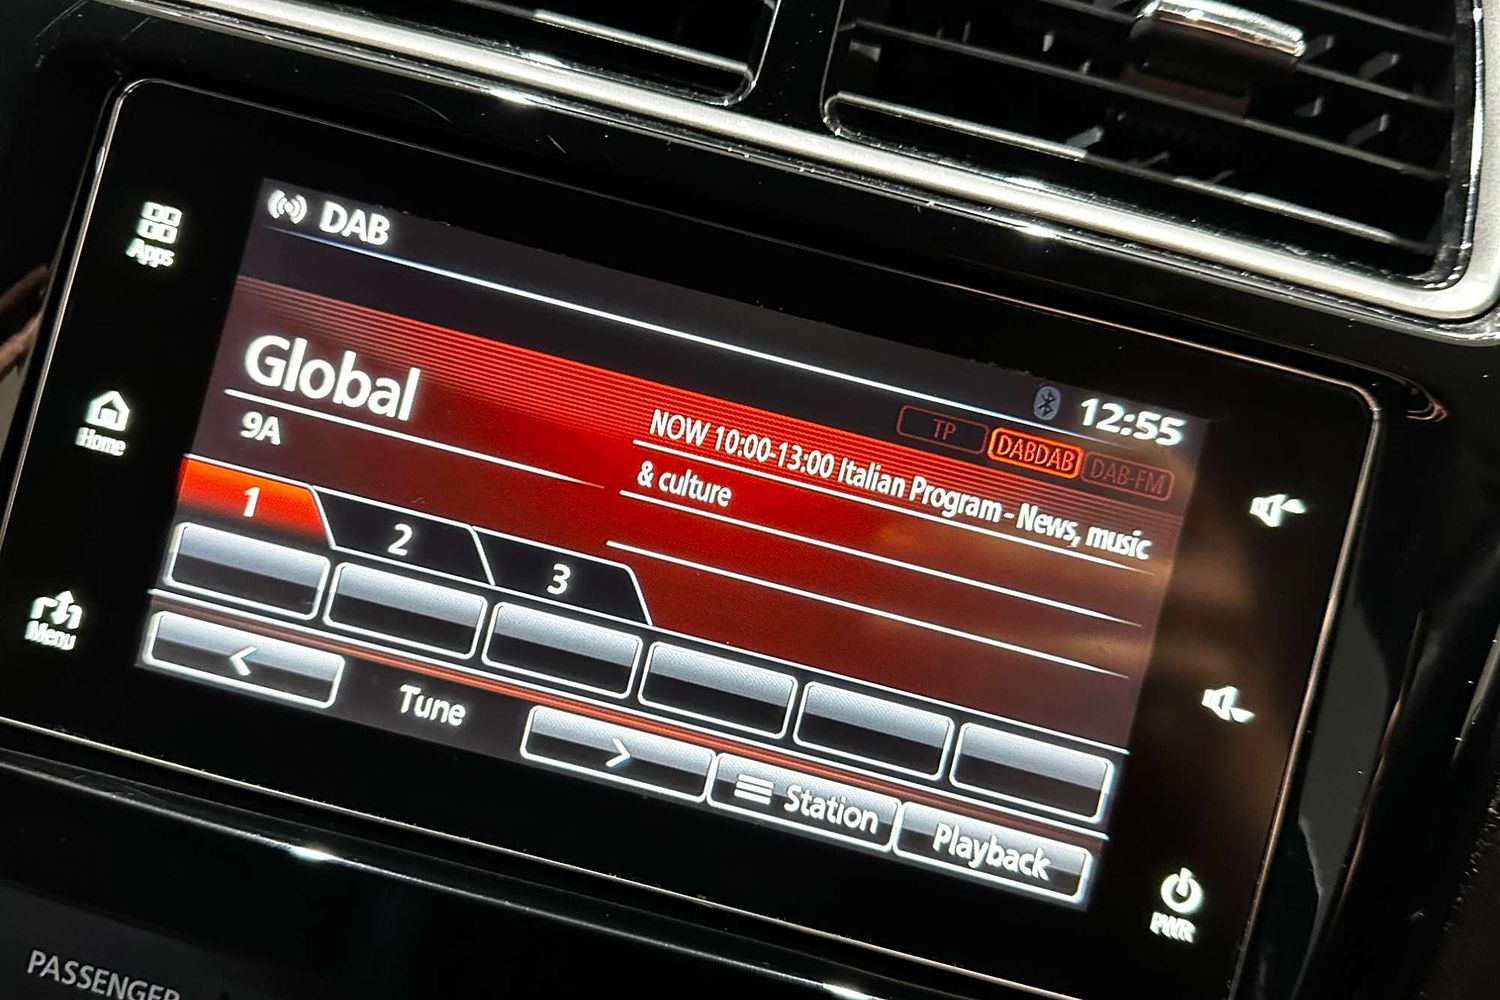 DAB
Apps
12:55
Global
TP
DABDAB
DAB-FM
NOW 10:00-13:00 Italian Program - News, music
& culture
9A
Home
1
2
3
Menu
<
Tune
>
Station
Playback
PWR
PASSENGER